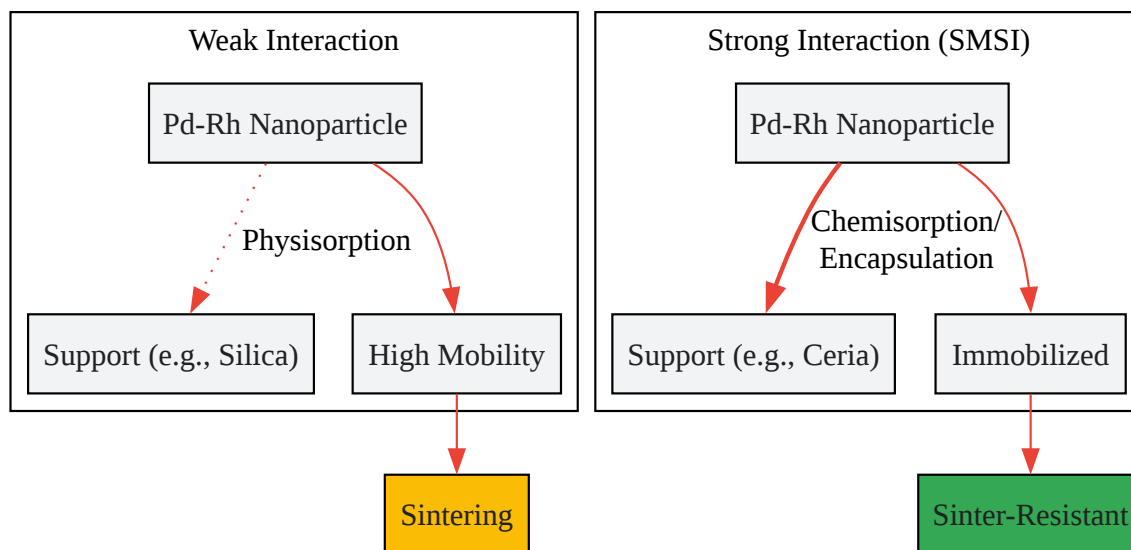 Weak Interaction
Pd-Rh Nanoparticle
Physisorption
Support (e.g., Silica)
High Mobility
Sintering
Strong Interaction (SMSI)
Pd-Rh Nanoparticle
Chemisorption/
Encapsulation
Support (e.g., Ceria)
Immobilized
Sinter-Resistant